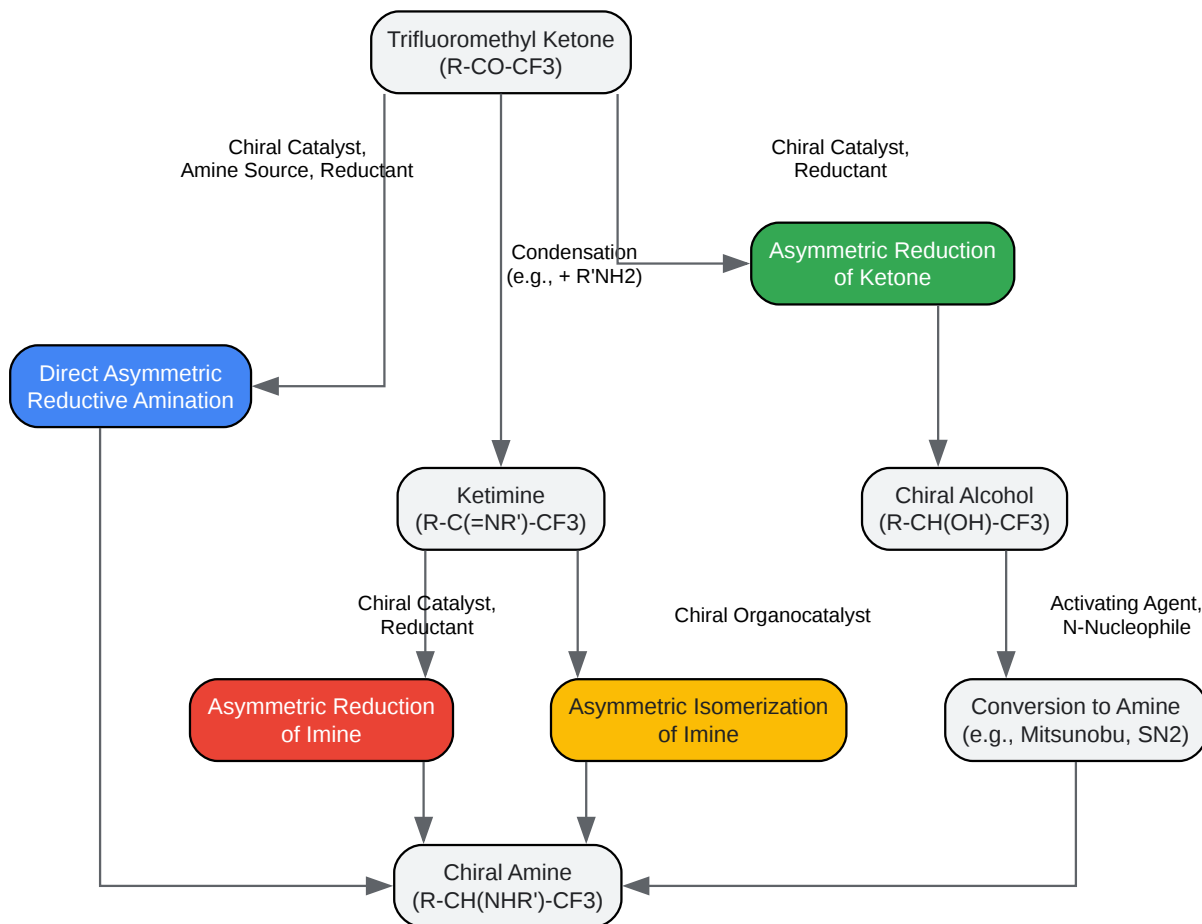 Trifluoromethyl Ketone
(R-CO-CF3)
Chiral Catalyst,
Amine Source, Reductant
Chiral Catalyst,
Reductant
Condensation
(e.g., + R'NH2)
Asymmetric Reduction
of Ketone
Direct Asymmetric
Reductive Amination
Ketimine
(R-C(=NR')-CF3)
Chiral Alcohol
(R-CH(OH)-CF3)
Chiral Catalyst,
Reductant
Chiral Organocatalyst
Activating Agent,
N-Nucleophile
Asymmetric Reduction
of Imine
Asymmetric Isomerization
of Imine
Conversion to Amine
(e.g., Mitsunobu, SN2)
Chiral Amine
(R-CH(NHR')-CF3)